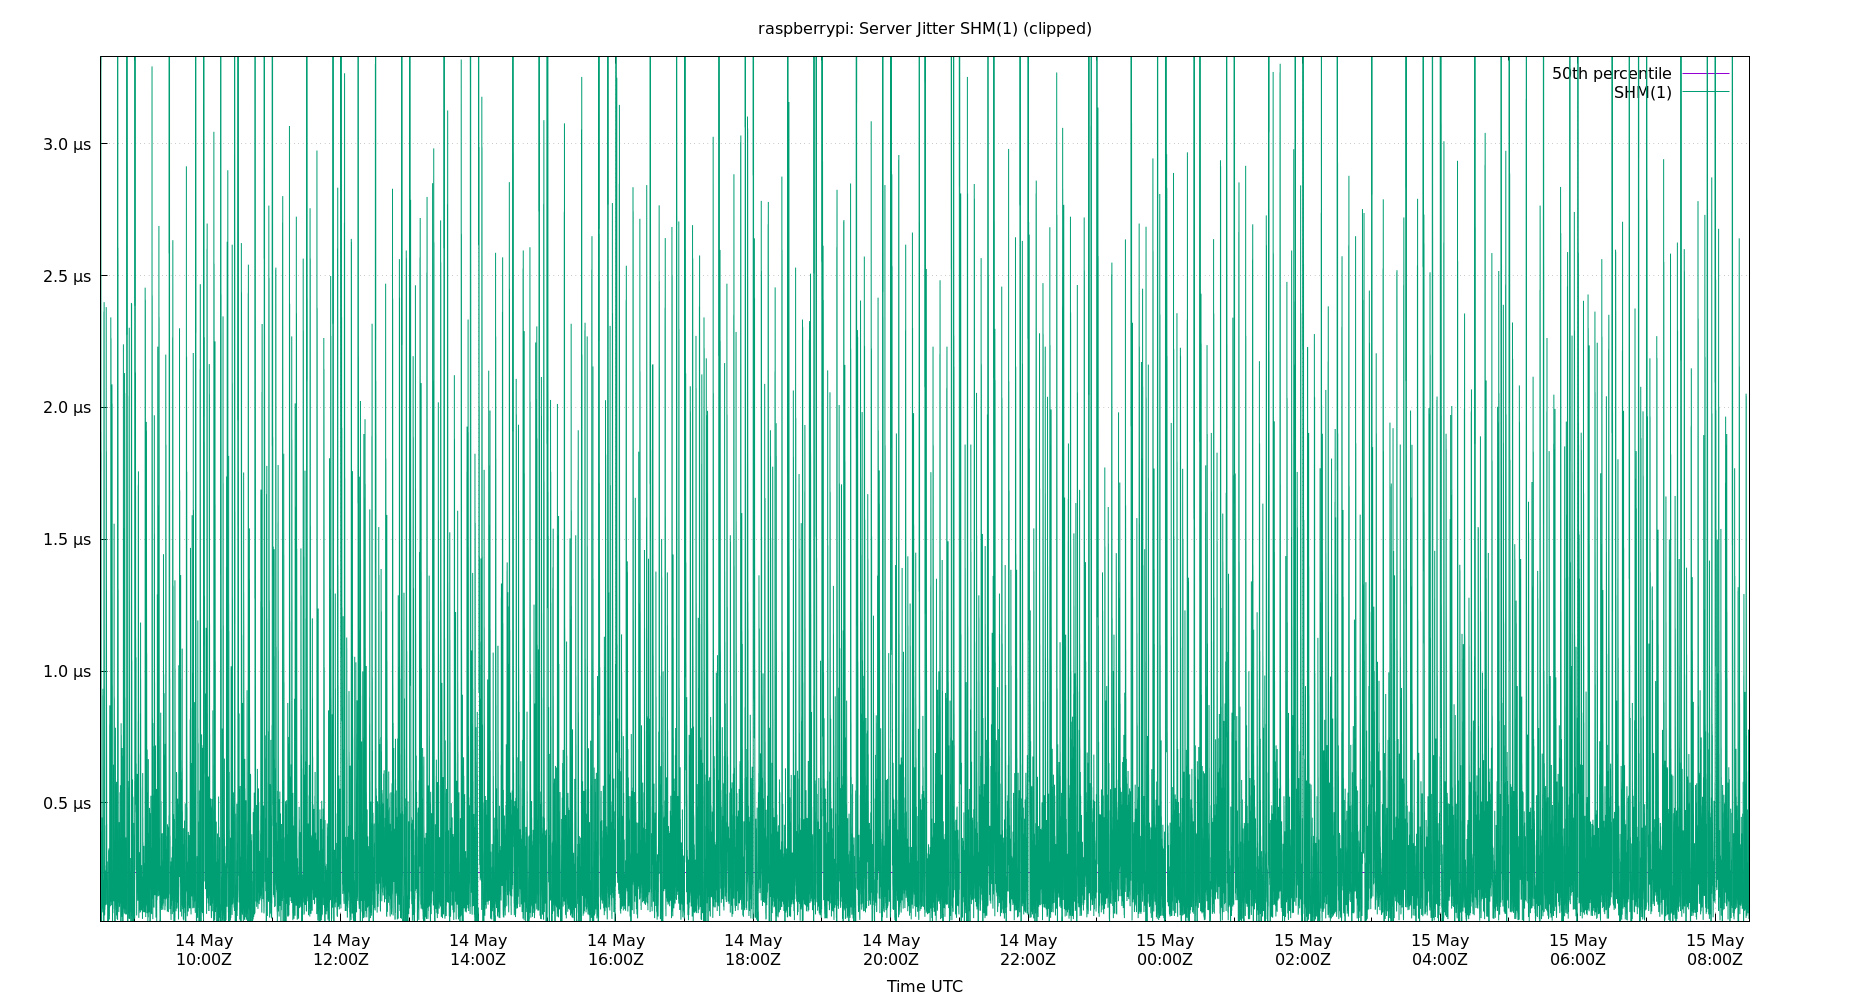 raspberrypi: Server Jitter SHM(1) (clipped)
50th percentile
SHM(1)
3.0 µs
2.5 µs
2.0 µs
1.5 µs
1.0 µs
0.5 µs
14 May 14 May 14 May 14 May 14 May 14 May 14 May 15 May 15 May 15 May 15 May 15 May
10:00Z 12:00Z 14:00Z 16:00Z 18:00Z 20:00Z 22:00Z 00:00Z 02:00Z 04:00Z 06:00Z 08:00Z
Time UTC